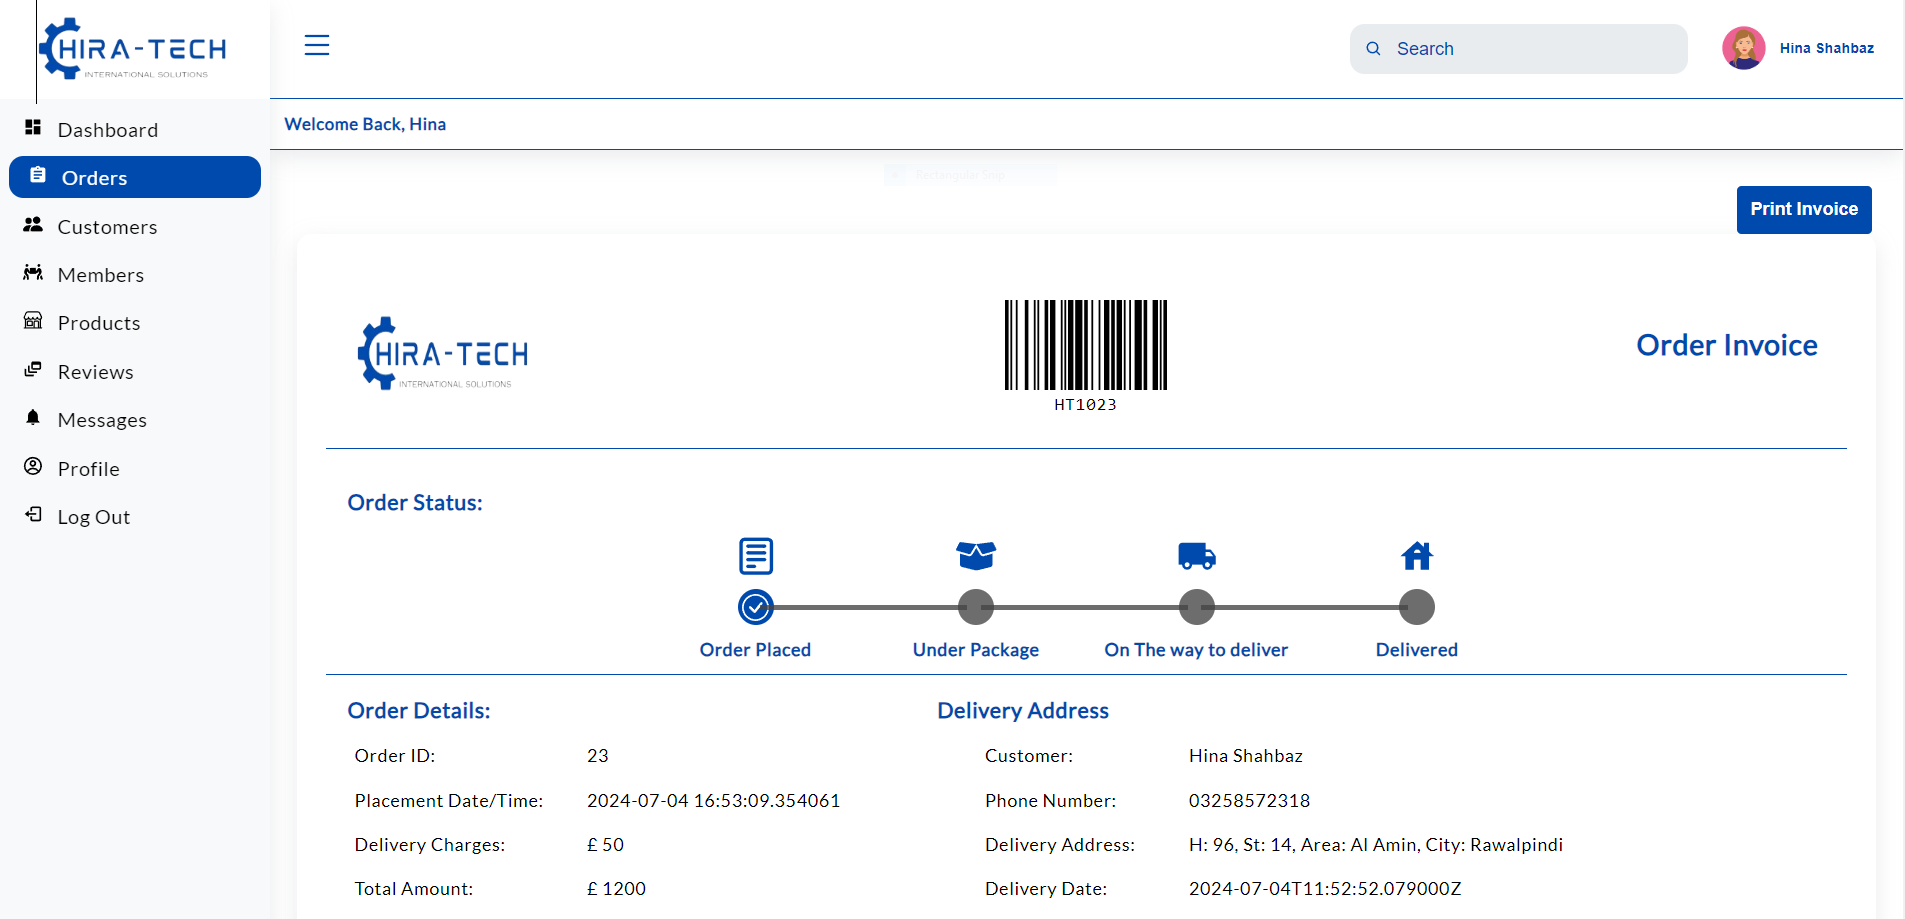 HIRA-TECH
INTERNATIONAL SOLUTIONS
Search
Hina Shahbaz
Welcome Back, Hina
Dashboard
Orders
Customers
Members
Products
Reviews
Messages
Profile
Log Out
Rectangular Snip
Print Invoice
HIRA-TECH
INTERNATIONAL SOLUTIONS
HT1023
Order Invoice
Order Status:
Order Placed
Under Package
On The way to deliver
Delivered
Order Details:
Order ID: 23
Placement Date/Time: 2024-07-04 16:53:09.354061
Delivery Charges: £ 50
Total Amount: £ 1200
Delivery Address
Customer: Hina Shahbaz
Phone Number: 03258572318
Delivery Address: H: 96, St: 14, Area: Al Amin, City: Rawalpindi
Delivery Date: 2024-07-04T11:52:52.079000Z